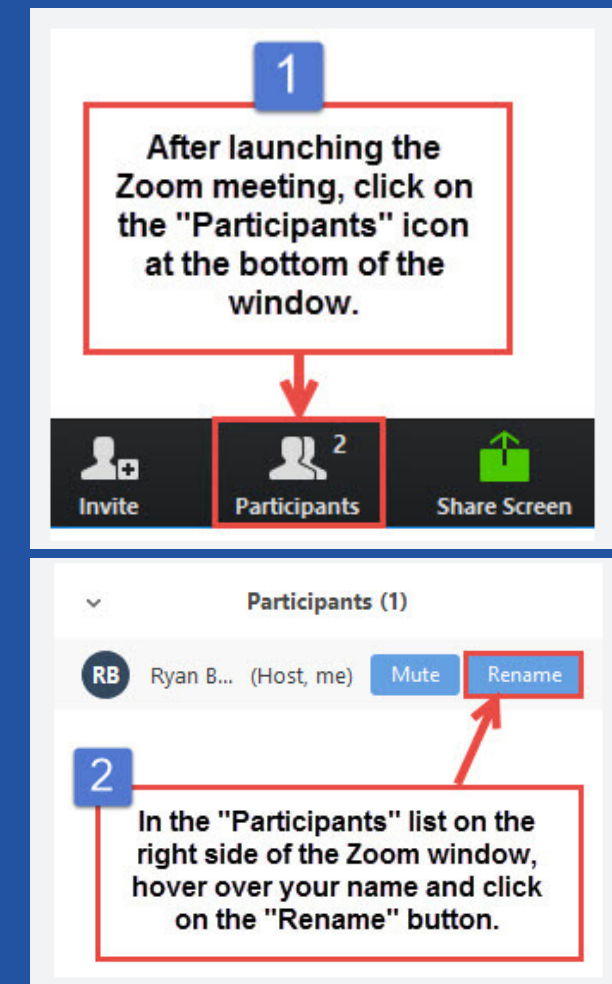 1
After launching the
Zoom meeting, click on
the "Participants" icon
at the bottom of the
window.
2
Invite
Participants
Share Screen
Participants (1)
RB
Ryan B... (Host, me)
Mute
Rename
2
In the "Participants" list on the
right side of the Zoom window,
hover over your name and click
on the "Rename" button.